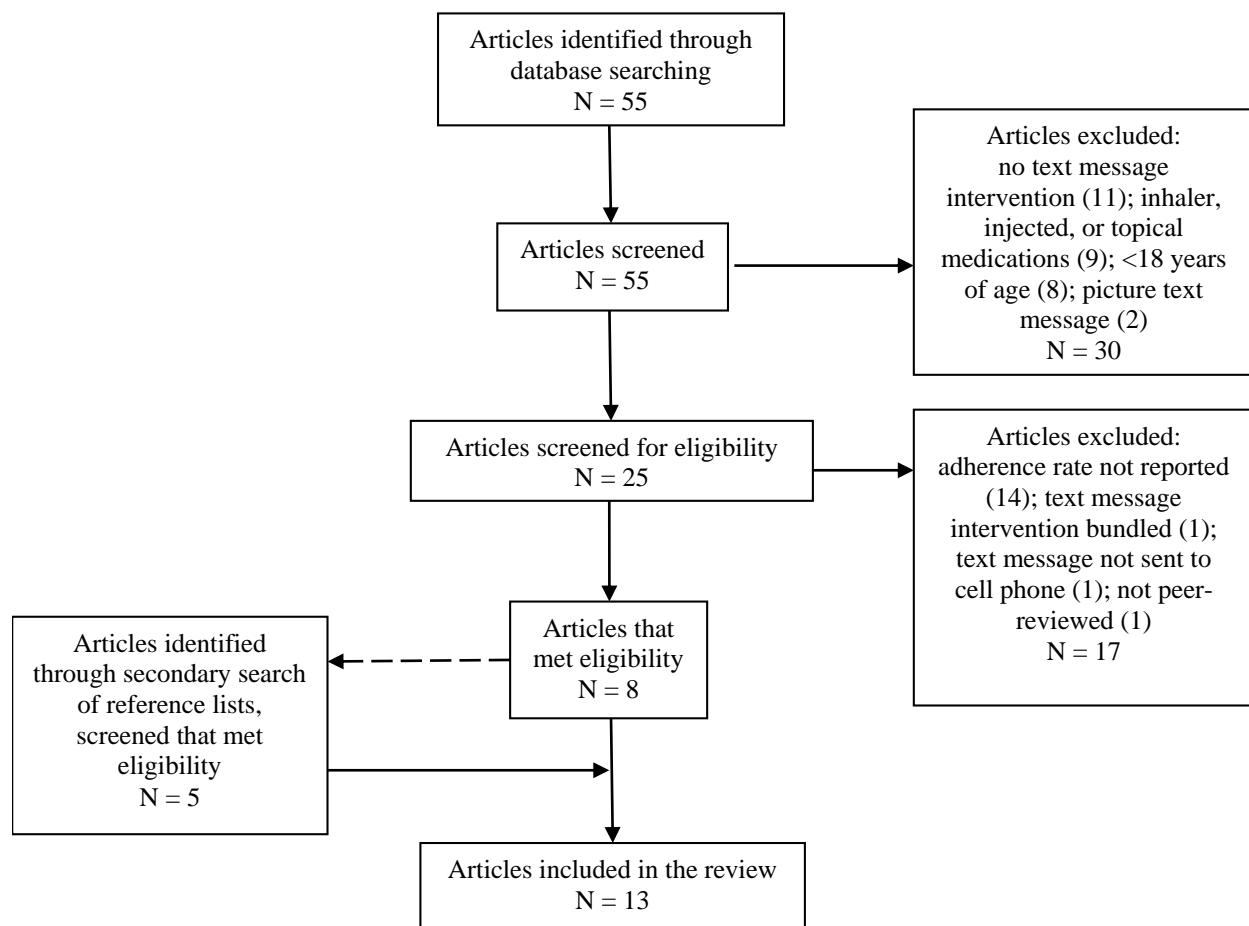 Articles identified through
database searching
N = 55
Articles excluded:
no text message
intervention (11); inhaler,
injected, or topical
medications (9); <18 years
of age (8); picture text
message (2)
N = 30
Articles screened
N = 55
Articles screened for eligibility
N = 25
Articles excluded:
adherence rate not reported
(14); text message
intervention bundled (1);
text message not sent to
cell phone (1); not peer-
reviewed (1)
N = 17
Articles that
met eligibility
N = 8
Articles identified
through secondary search
of reference lists,
screened that met
eligibility
N = 5
Articles included in the review
N = 13